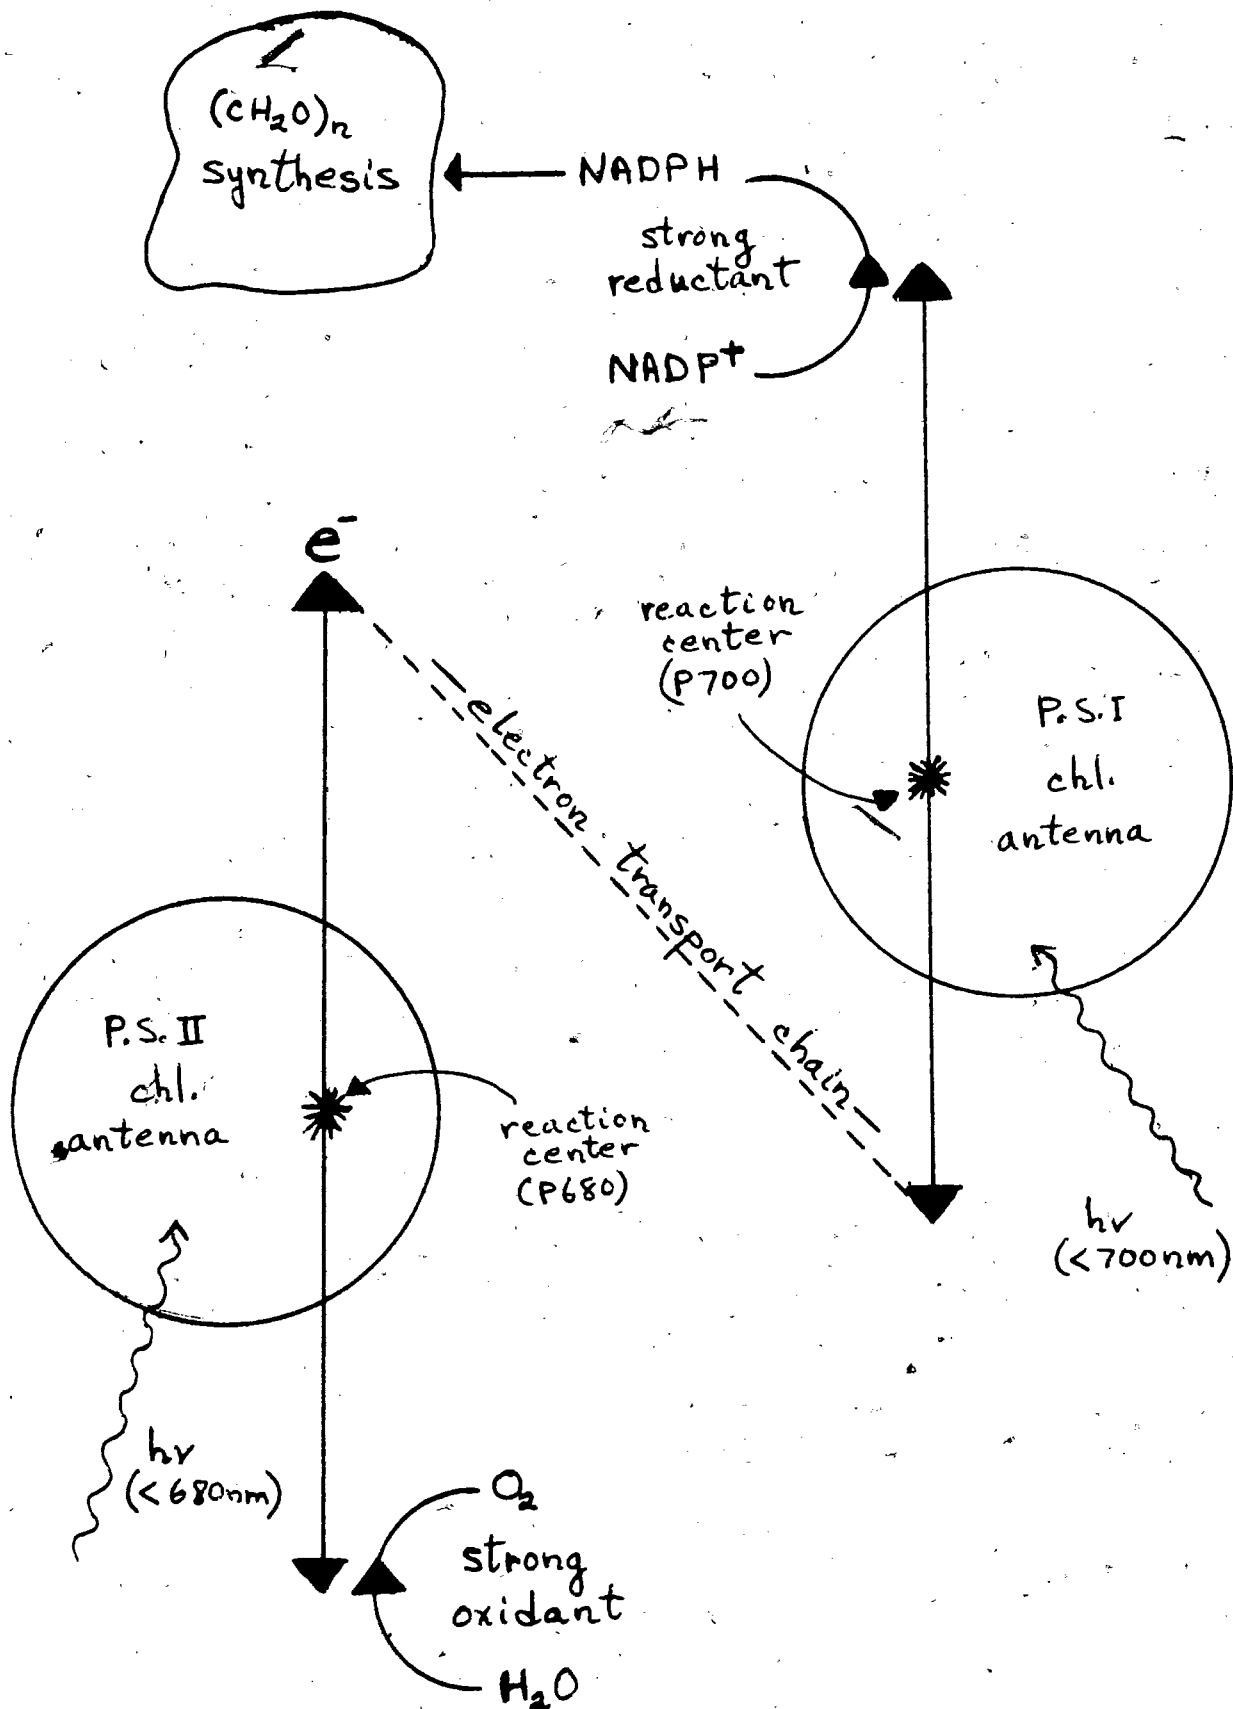 (CH₂O)n
synthesis
NADPH
strong
reductant
NADP⁺
e⁻
reaction
center
(P700)
P.S.I
chl.
antenna
electron transport chain
P.S.II
chl.
antenna
reaction
center
(P680)
hν
(<700nm)
hν
(<680nm)
O₂
strong
oxidant
H₂O